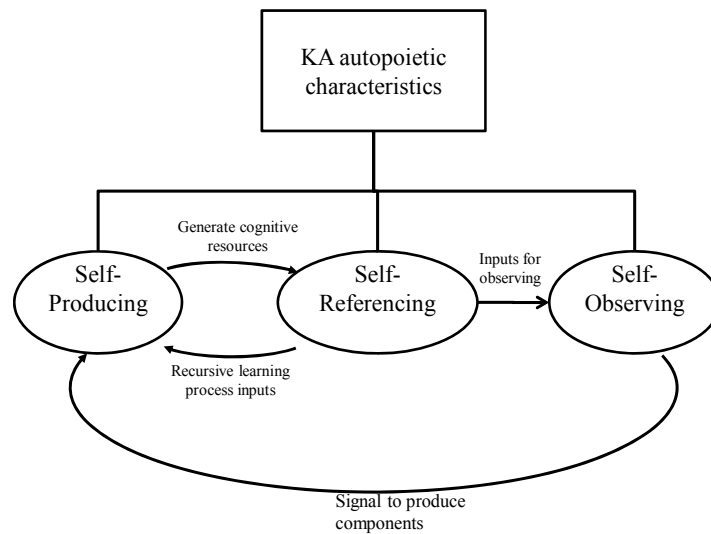 KA autopoietic
characteristics
Generate cognitive
resources
Self-
Producing
Self-
Referencing
Inputs for
observing
Self-
Observing
Recursive learning
process inputs
Signal to produce
components